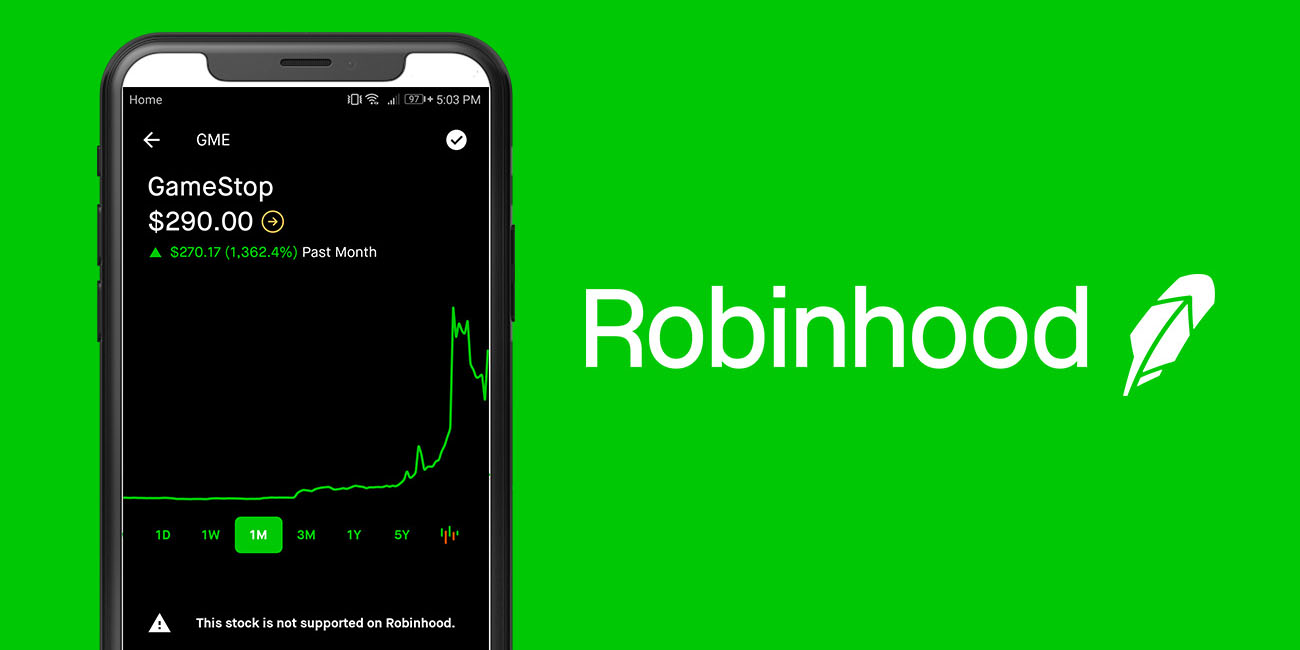 Home 97 5:03 PM
GME
GameStop
$290.00
$270.17 (1,362.4%) Past Month
1D 1W 1M 3M 1Y 5Y
This stock is not supported on Robinhood.
Robinhood